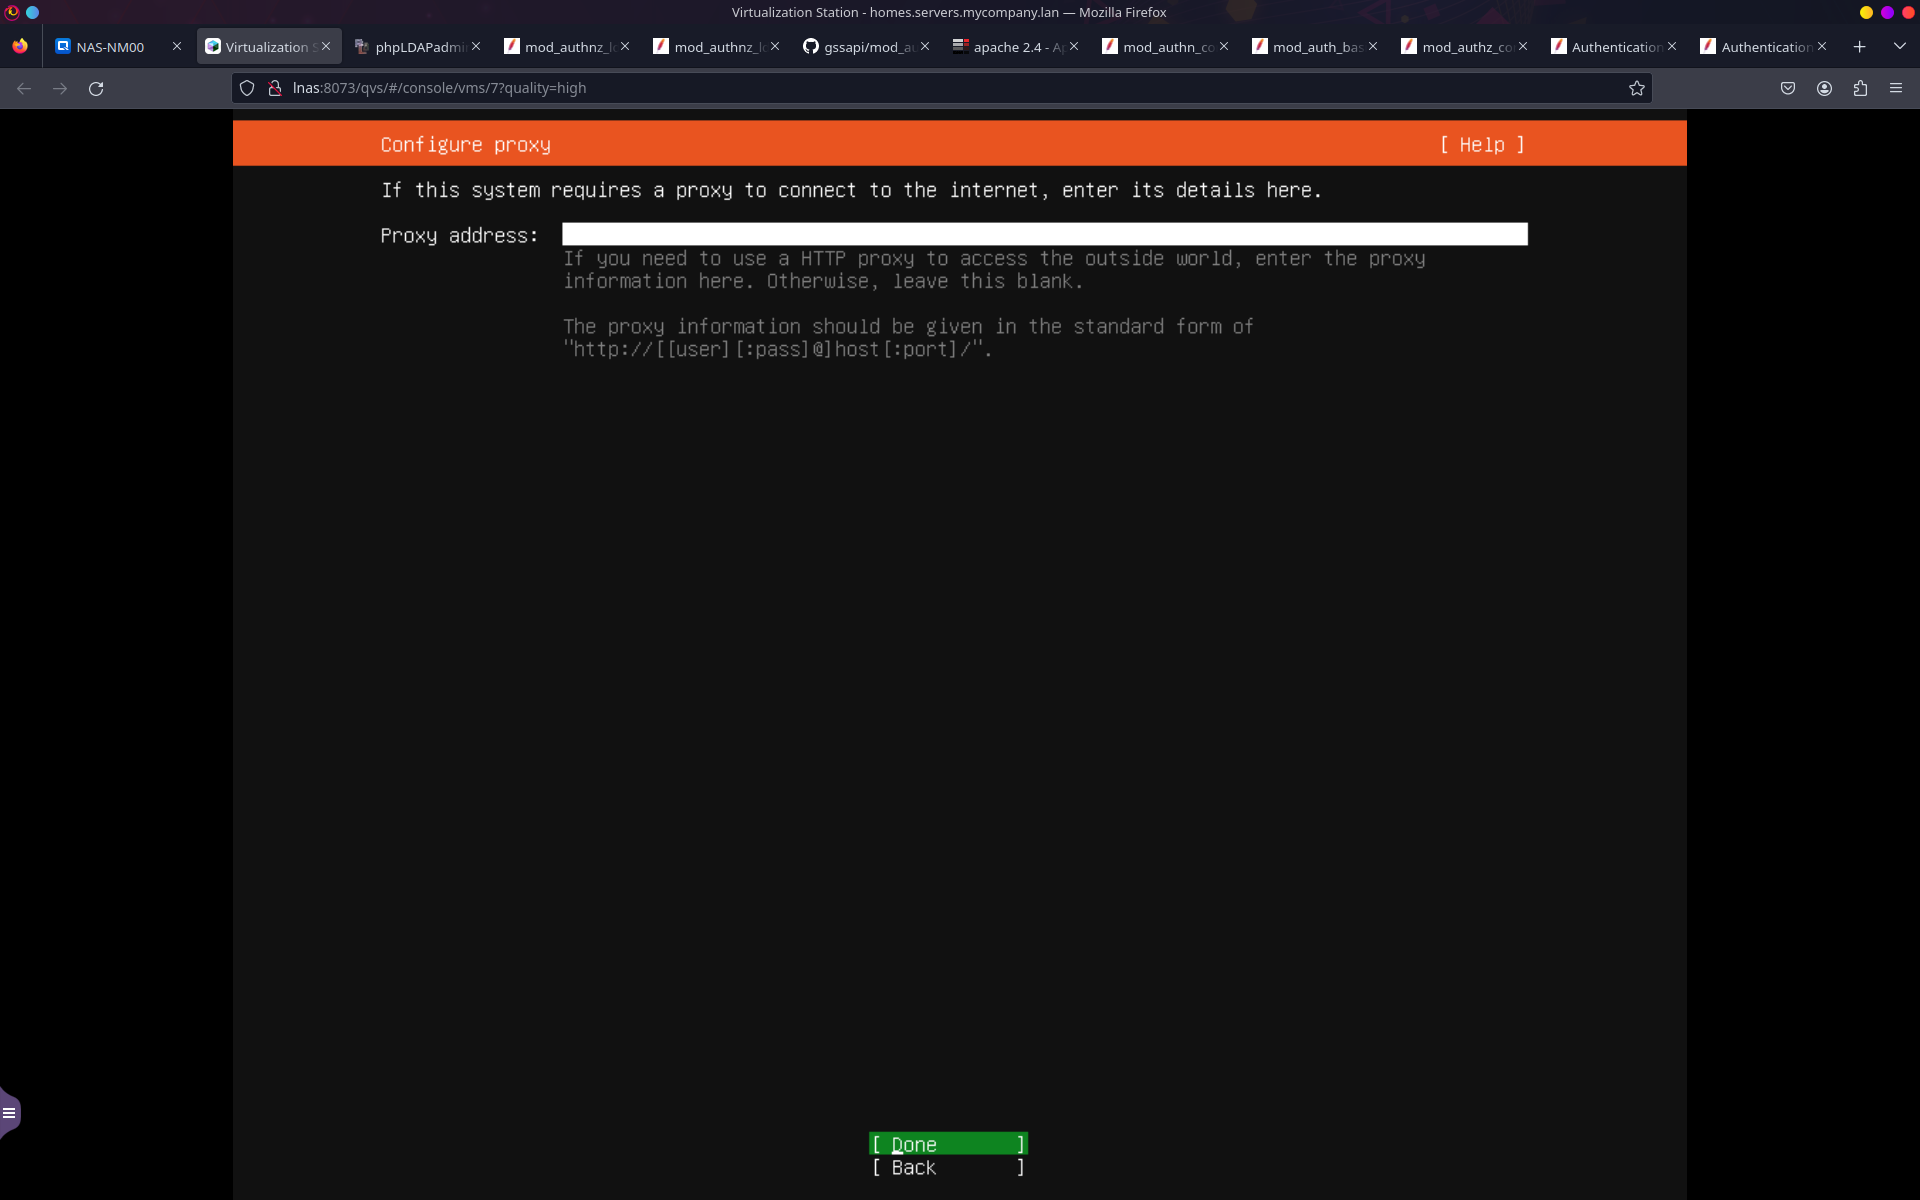 Virtualization Station - homes.servers.mycompany.lan — Mozilla Firefox
NAS-NM00
Virtualization S
phpLDAPadmi
mod_authnz_l
mod_authnz_l
gssapi/mod_au
apache 2.4 - A
mod_authn_co
mod_auth_bas
mod_authz_co
Authentication
Authentication
lnas:8073/qvs/#/console/vms/7?quality=high
Configure proxy [ Help ]
If this system requires a proxy to connect to the internet, enter its details here.
Proxy address:
If you need to use a HTTP proxy to access the outside world, enter the proxy
information here. Otherwise, leave this blank.
The proxy information should be given in the standard form of
"http://[[user][:pass]@]host[:port]/".
[ Done ]
[ Back ]